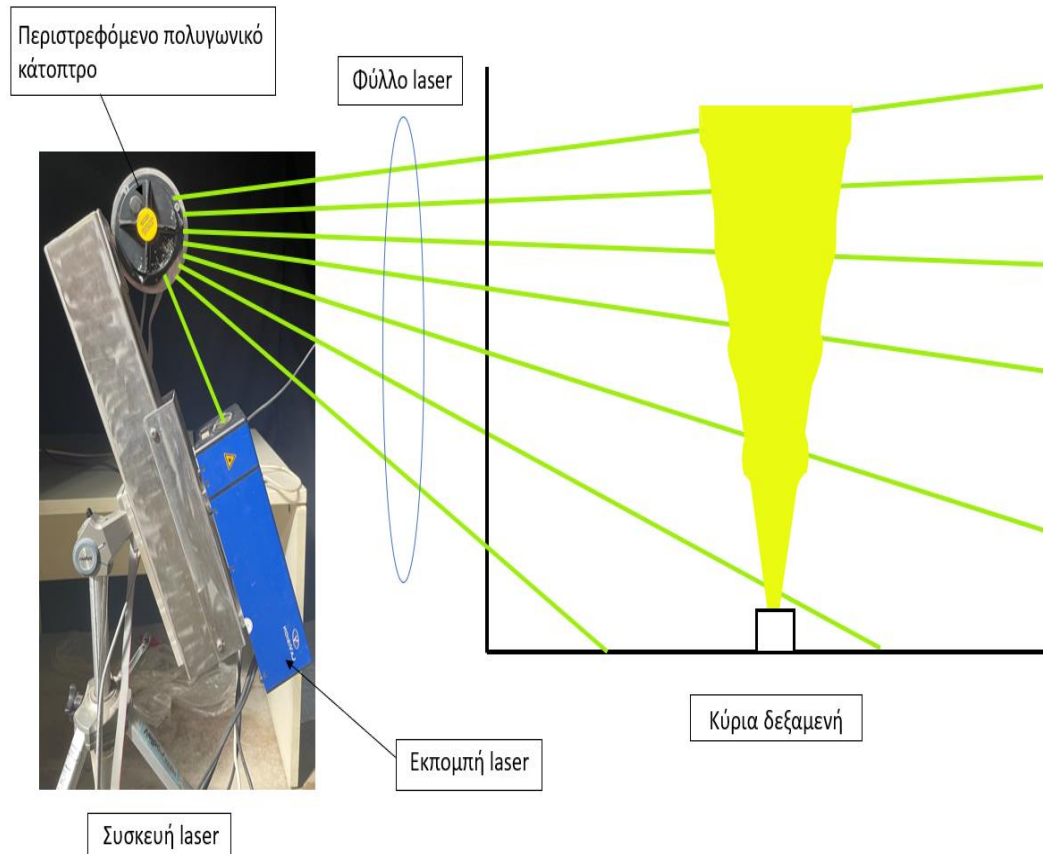 Περιστρεφόμενο πολυγωνικό
κάτοπτρο
Φύλλο laser
Εκπομπή laser
Κύρια δεξαμενή
Συσκευή laser